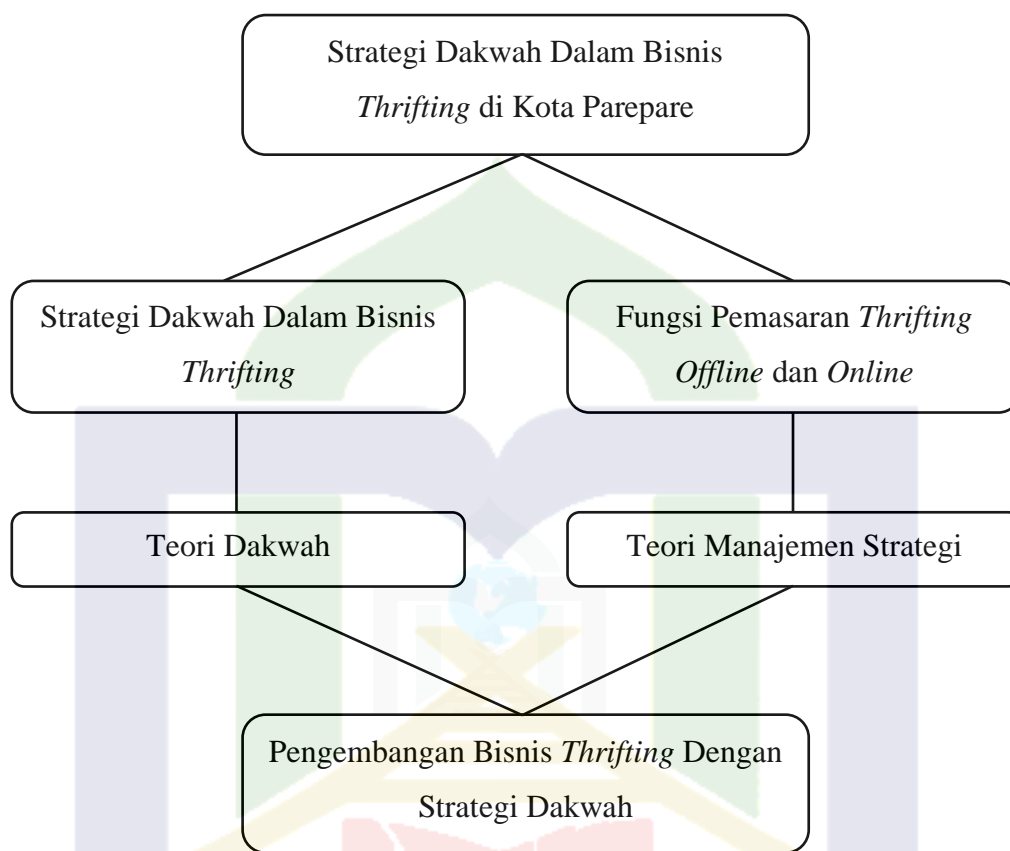 Strategi Dakwah Dalam Bisnis
Thrifting di Kota Parepare
Strategi Dakwah Dalam Bisnis
Thrifting
Fungsi Pemasaran Thrifting
Offline dan Online
Teori Dakwah
Teori Manajemen Strategi
Pengembangan Bisnis Thrifting Dengan
Strategi Dakwah